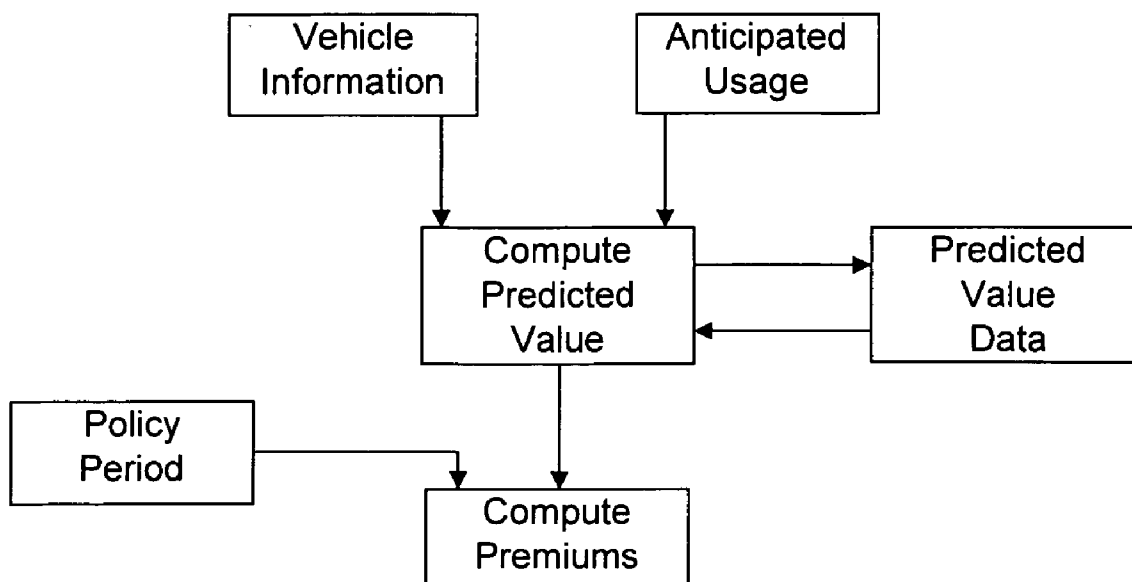 Vehicle
Information
Anticipated
Usage
Compute
Predicted
Value
Predicted
Value
Data
Policy
Period
Compute
Premiums